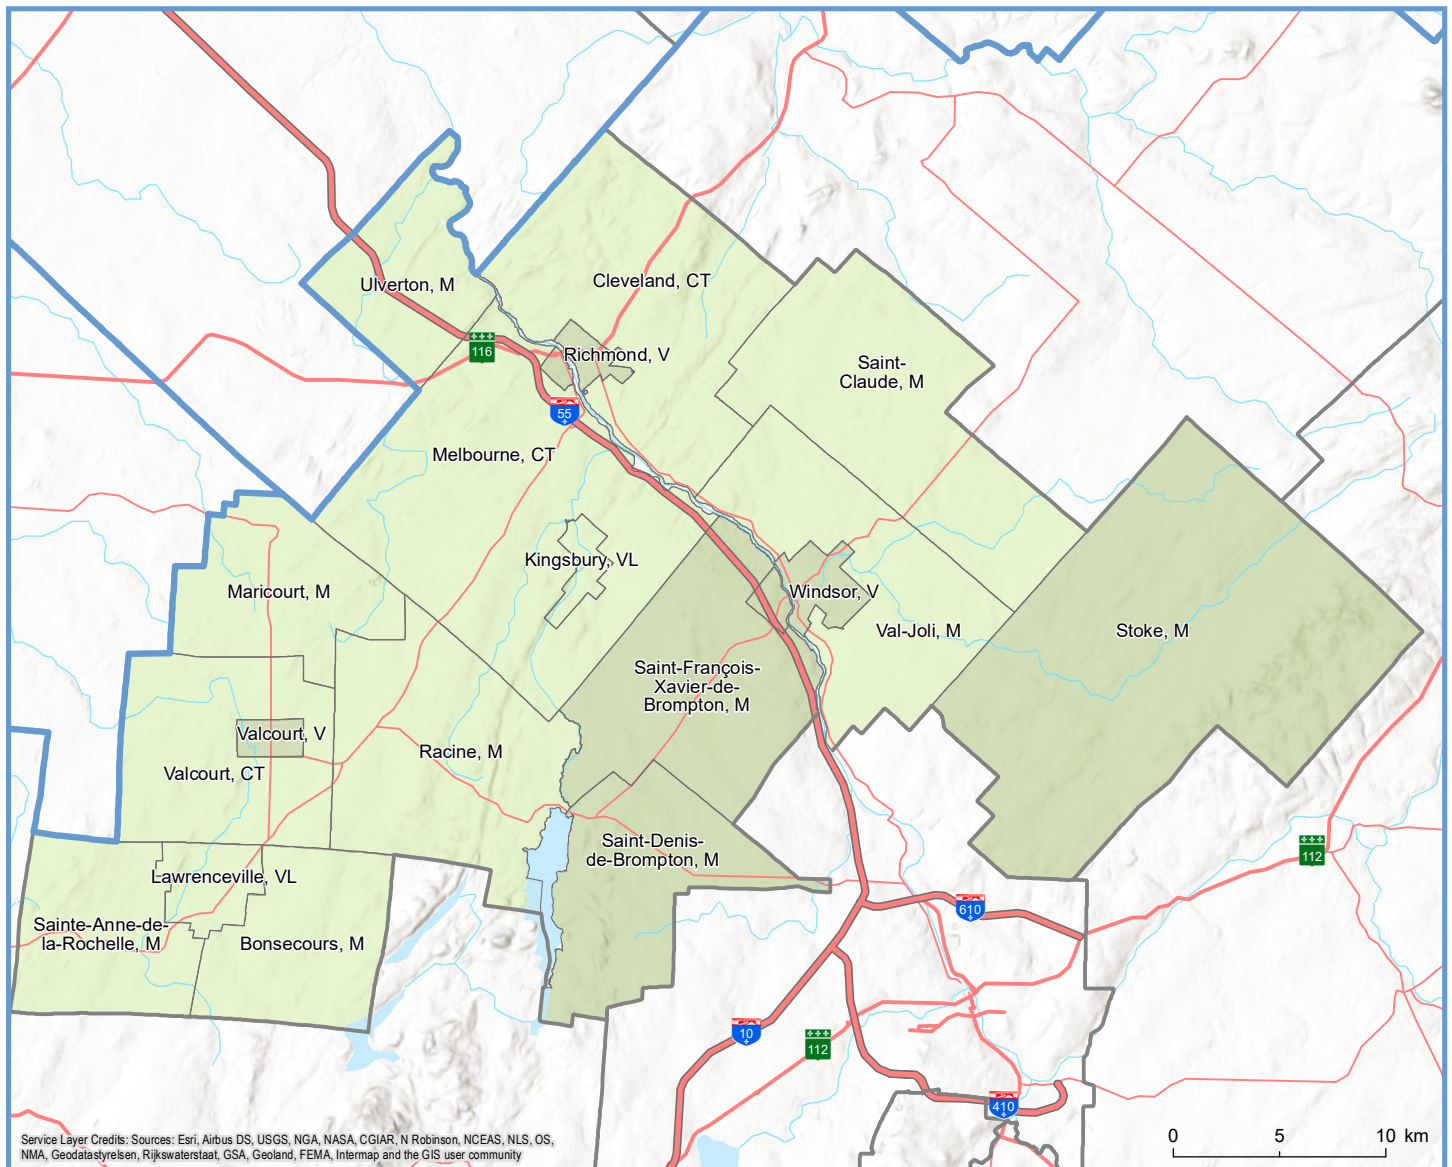 Ulverton, M
Cleveland, CT
116
Richmond, V
Saint-
Claude, M
55
Melbourne, CT
Kingsbury, VL
Maricourt, M
Windsor, V
Val-Joli, M
Stoke, M
Saint-François-
Xavier-de-
Brompton, M
Valcourt, V
Racine, M
Valcourt, CT
Saint-Denis-
de-Brompton, M
112
Lawrenceville, VL
610
Sainte-Anne-de-
la-Rochelle, M
Bonsecours, M
10
112
410
Service Layer Credits: Sources: Esri, Airbus DS, USGS, NGA, NASA, CGIAR, N Robinson, NCEAS, NLS, OS,
NMA, Geodatastyrelsen, Rijkswaterstaat, GSA, Geoland, FEMA, Intermap and the GIS user community
0 5 10 km